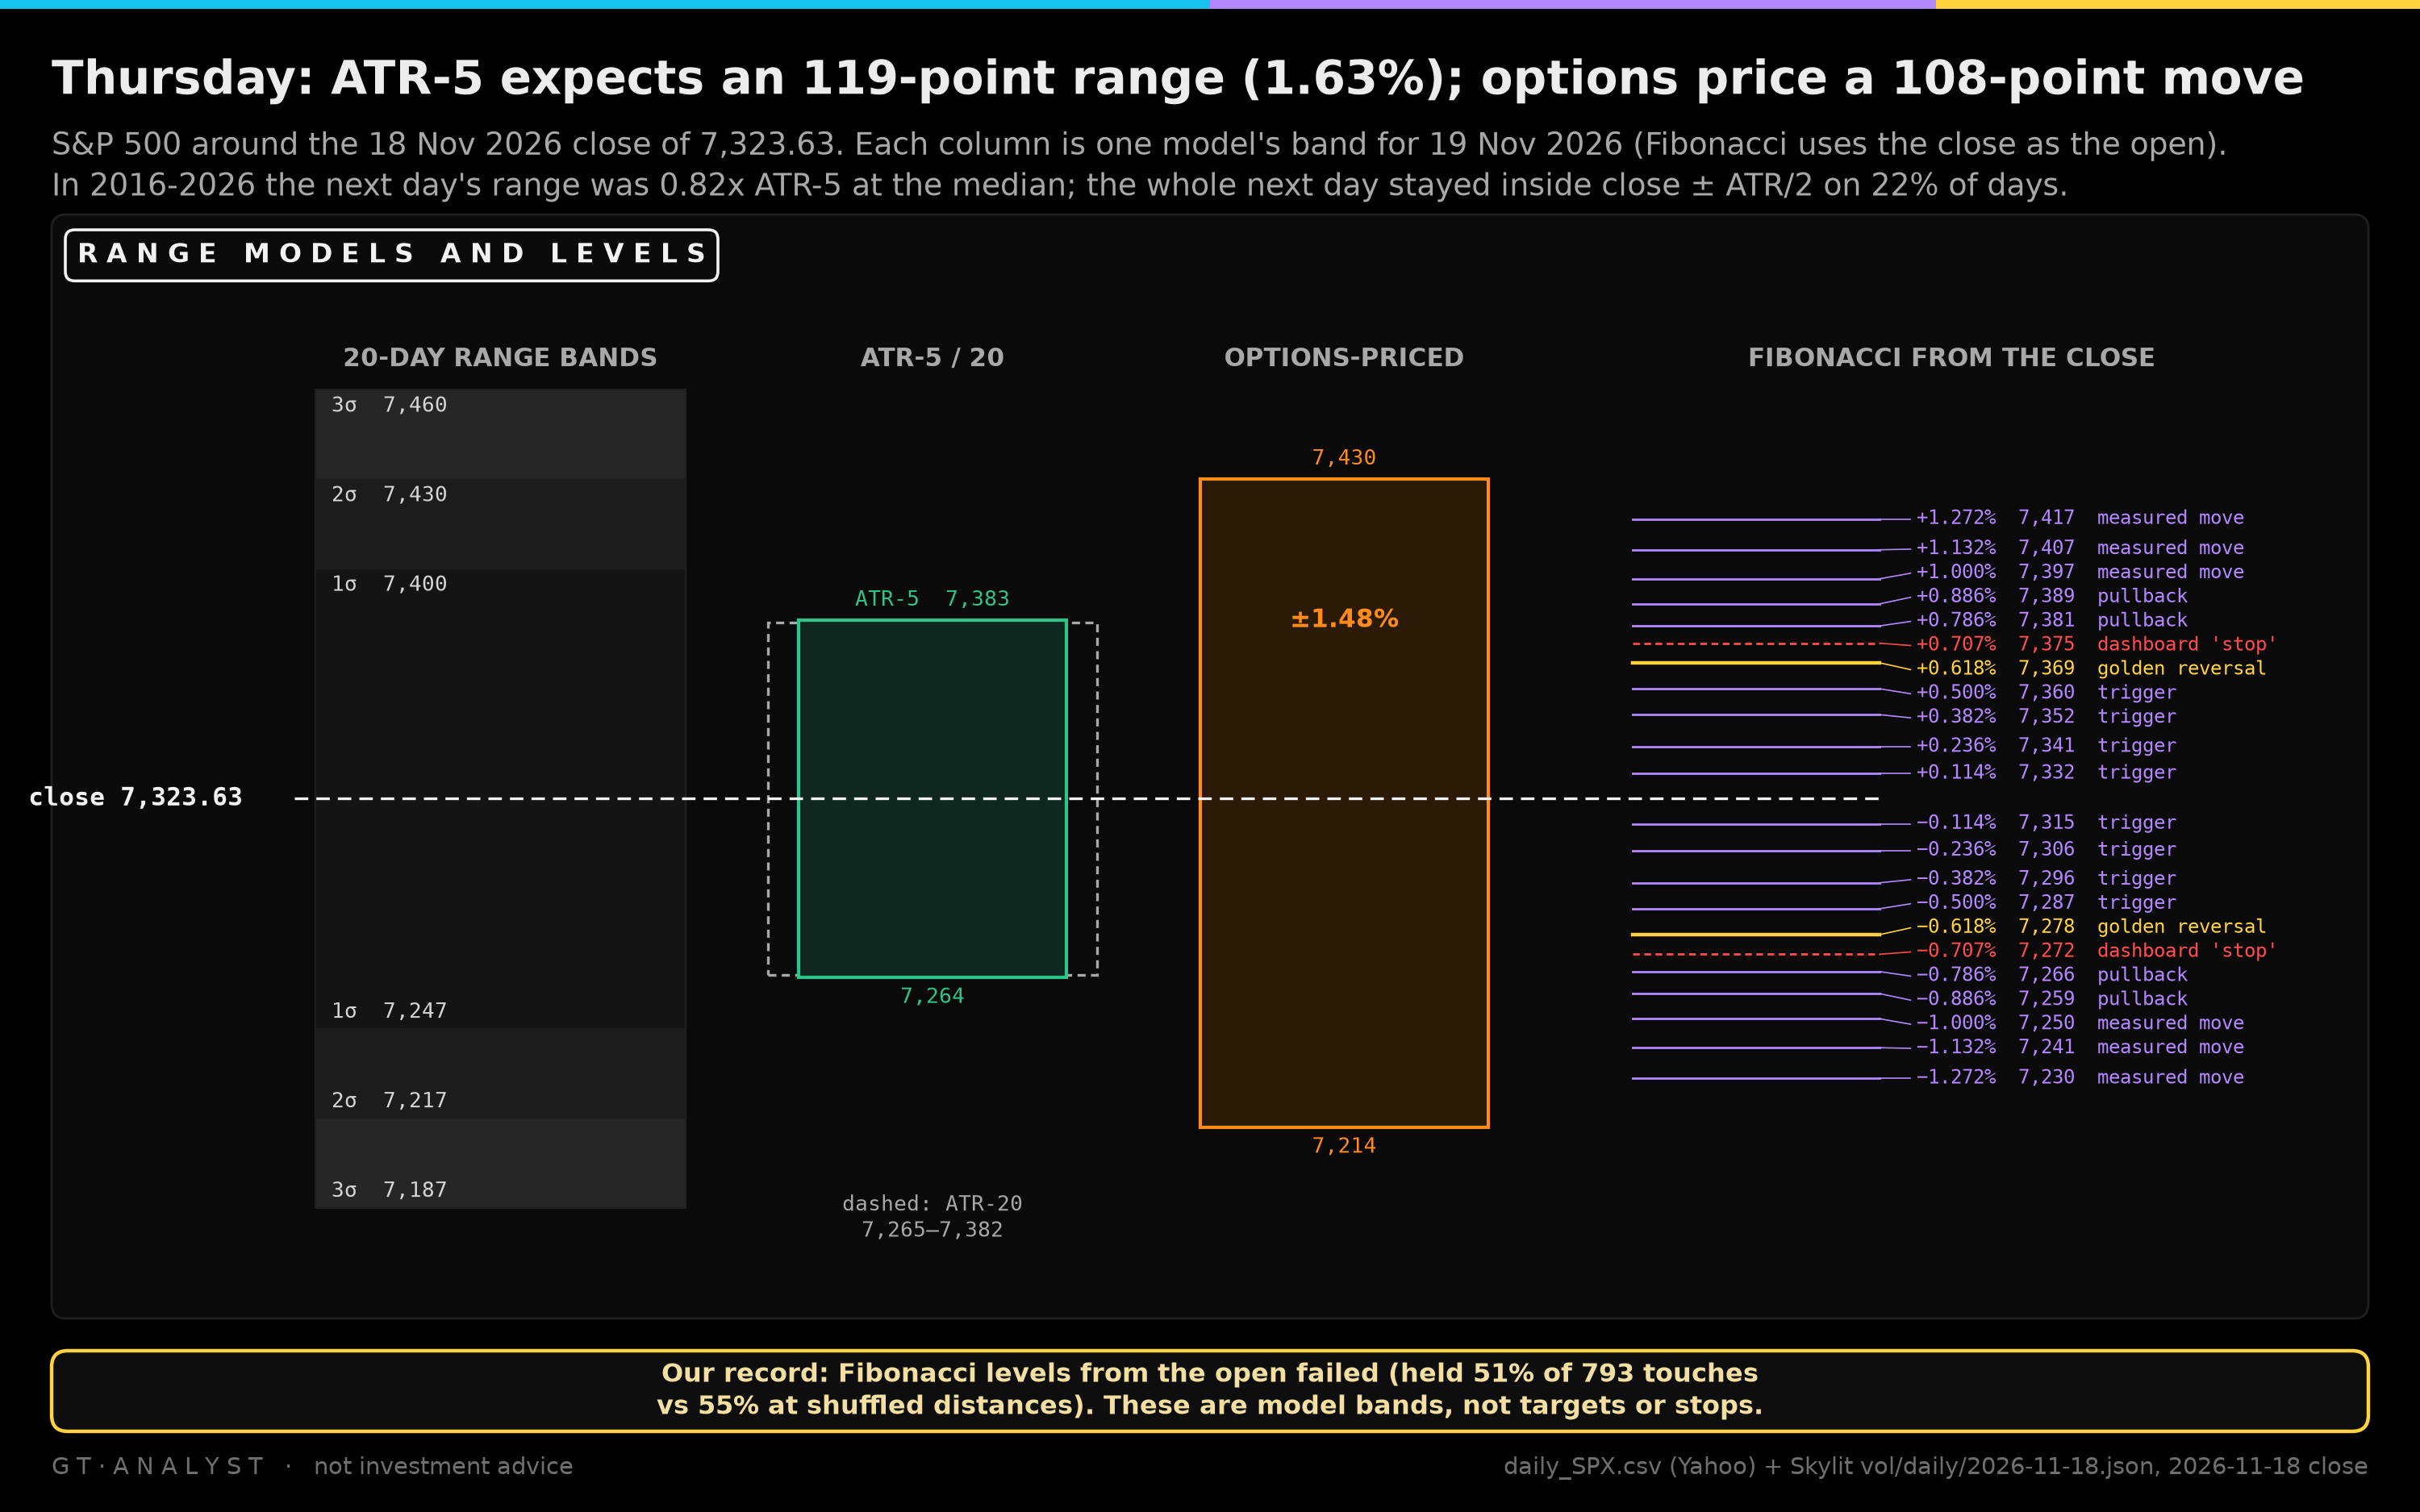 Thursday: ATR-5 expects an 119-point range (1.63%); options price a 108-point move
S&P 500 around the 18 Nov 2026 close of 7,323.63. Each column is one model's band for 19 Nov 2026 (Fibonacci uses the close as the open).
In 2016-2026 the next day's range was 0.82x ATR-5 at the median; the whole next day stayed inside close ± ATR/2 on 22% of days.
RANGE MODELS AND LEVELS
20-DAY RANGE BANDS
3σ 7,460
2σ 7,430
1σ 7,400
close 7,323.63
1σ 7,247
2σ 7,217
3σ 7,187
ATR-5 / 20
ATR-5 7,383
7,264
dashed: ATR-20
7,265–7,382
OPTIONS-PRICED
7,430
±1.48%
7,214
FIBONACCI FROM THE CLOSE
+1.272% 7,417 measured move
+1.132% 7,407 measured move
+1.000% 7,397 measured move
+0.886% 7,389 pullback
+0.786% 7,381 pullback
+0.707% 7,375 dashboard 'stop'
+0.618% 7,369 golden reversal
+0.500% 7,360 trigger
+0.382% 7,352 trigger
+0.236% 7,341 trigger
+0.114% 7,332 trigger
−0.114% 7,315 trigger
−0.236% 7,306 trigger
−0.382% 7,296 trigger
−0.500% 7,287 trigger
−0.618% 7,278 golden reversal
−0.707% 7,272 dashboard 'stop'
−0.786% 7,266 pullback
−0.886% 7,259 pullback
−1.000% 7,250 measured move
−1.132% 7,241 measured move
−1.272% 7,230 measured move
Our record: Fibonacci levels from the open failed (held 51% of 793 touches
vs 55% at shuffled distances). These are model bands, not targets or stops.
GT·ANALYST · not investment advice
daily_SPX.csv (Yahoo) + Skylit vol/daily/2026-11-18.json, 2026-11-18 close